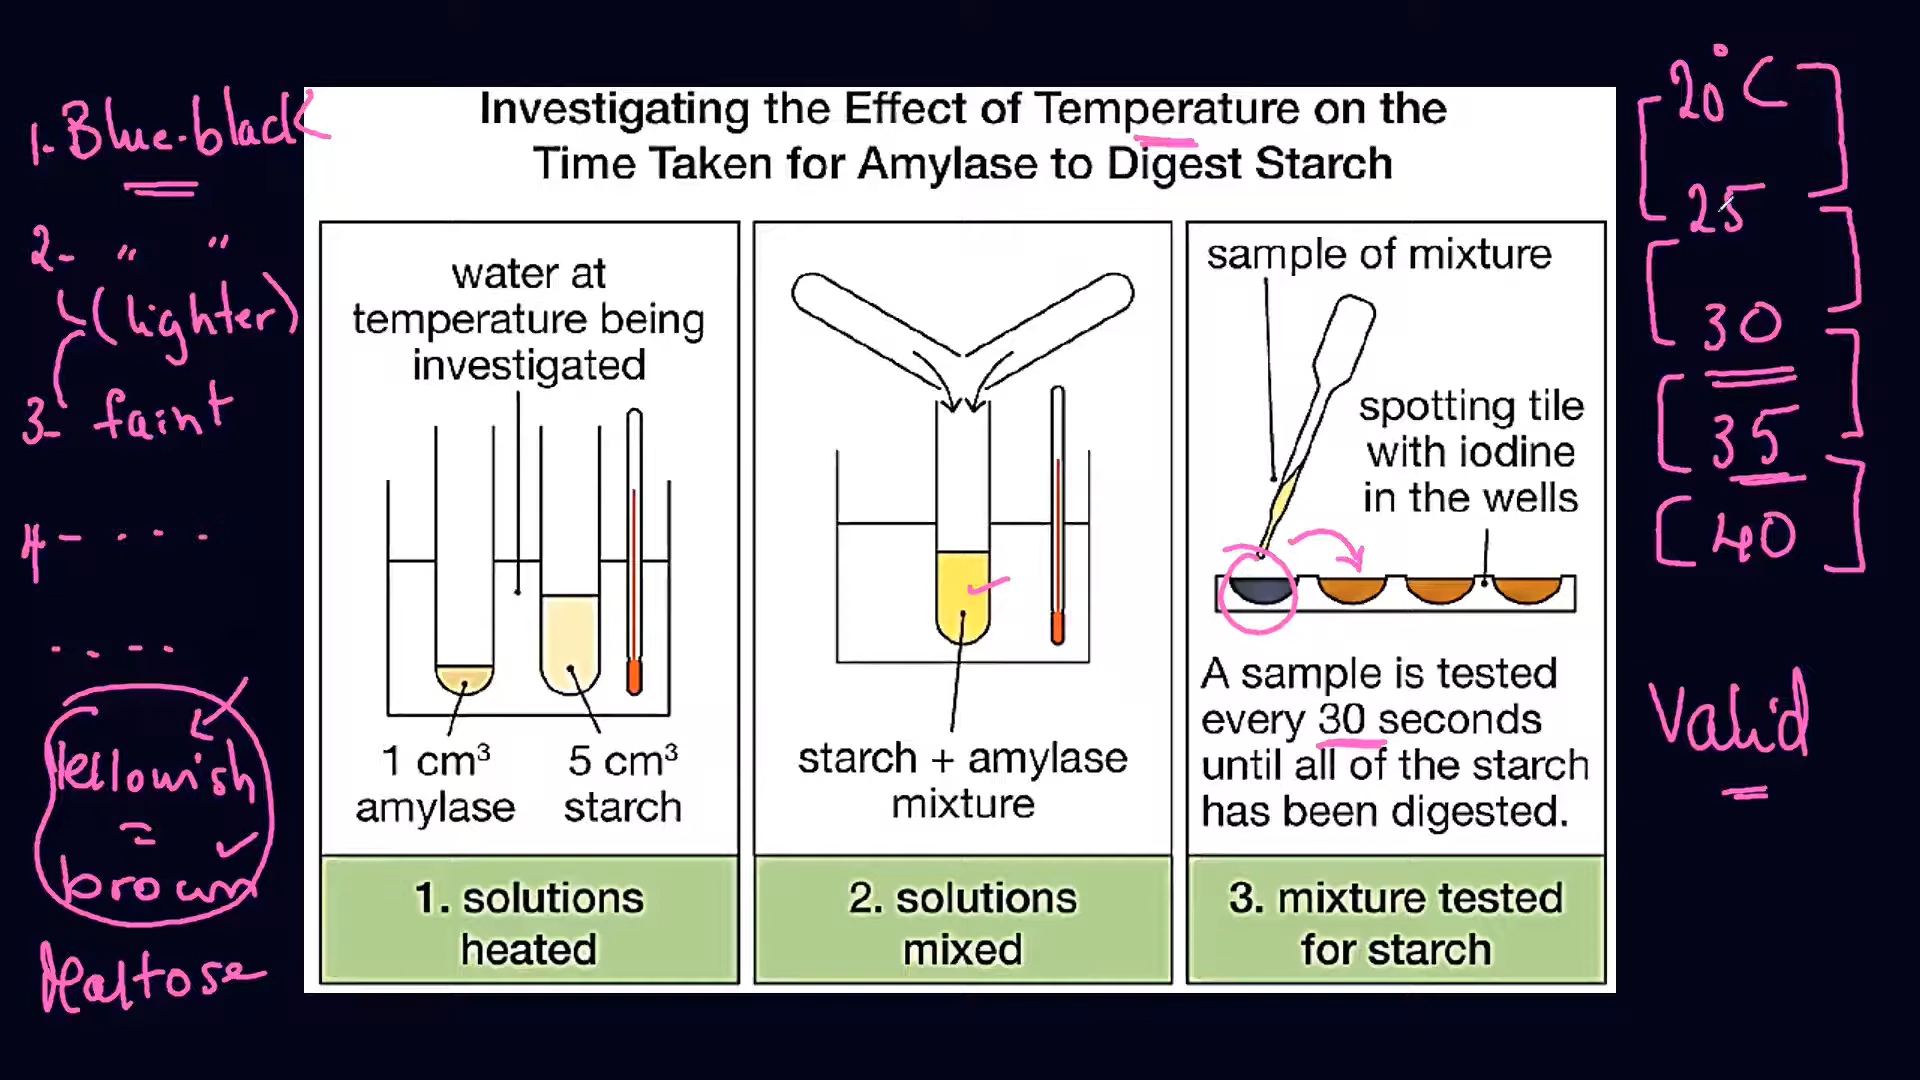 Investigating the Effect of Temperature on the
Time Taken for Amylase to Digest Starch
water at
temperature being
investigated
1 cm³
amylase
5 cm³
starch
1. solutions
heated
starch + amylase
mixture
2. solutions
mixed
sample of mixture
spotting tile
with iodine
in the wells
A sample is tested
every 30 seconds
until all of the starch
has been digested.
3. mixture tested
for starch
1- Blue-black
2- " "
(lighter)
3- faint
4- . . .
. . . .
Yellowish
=
brown
Maltose
20°C
25
30
35
40
Valid